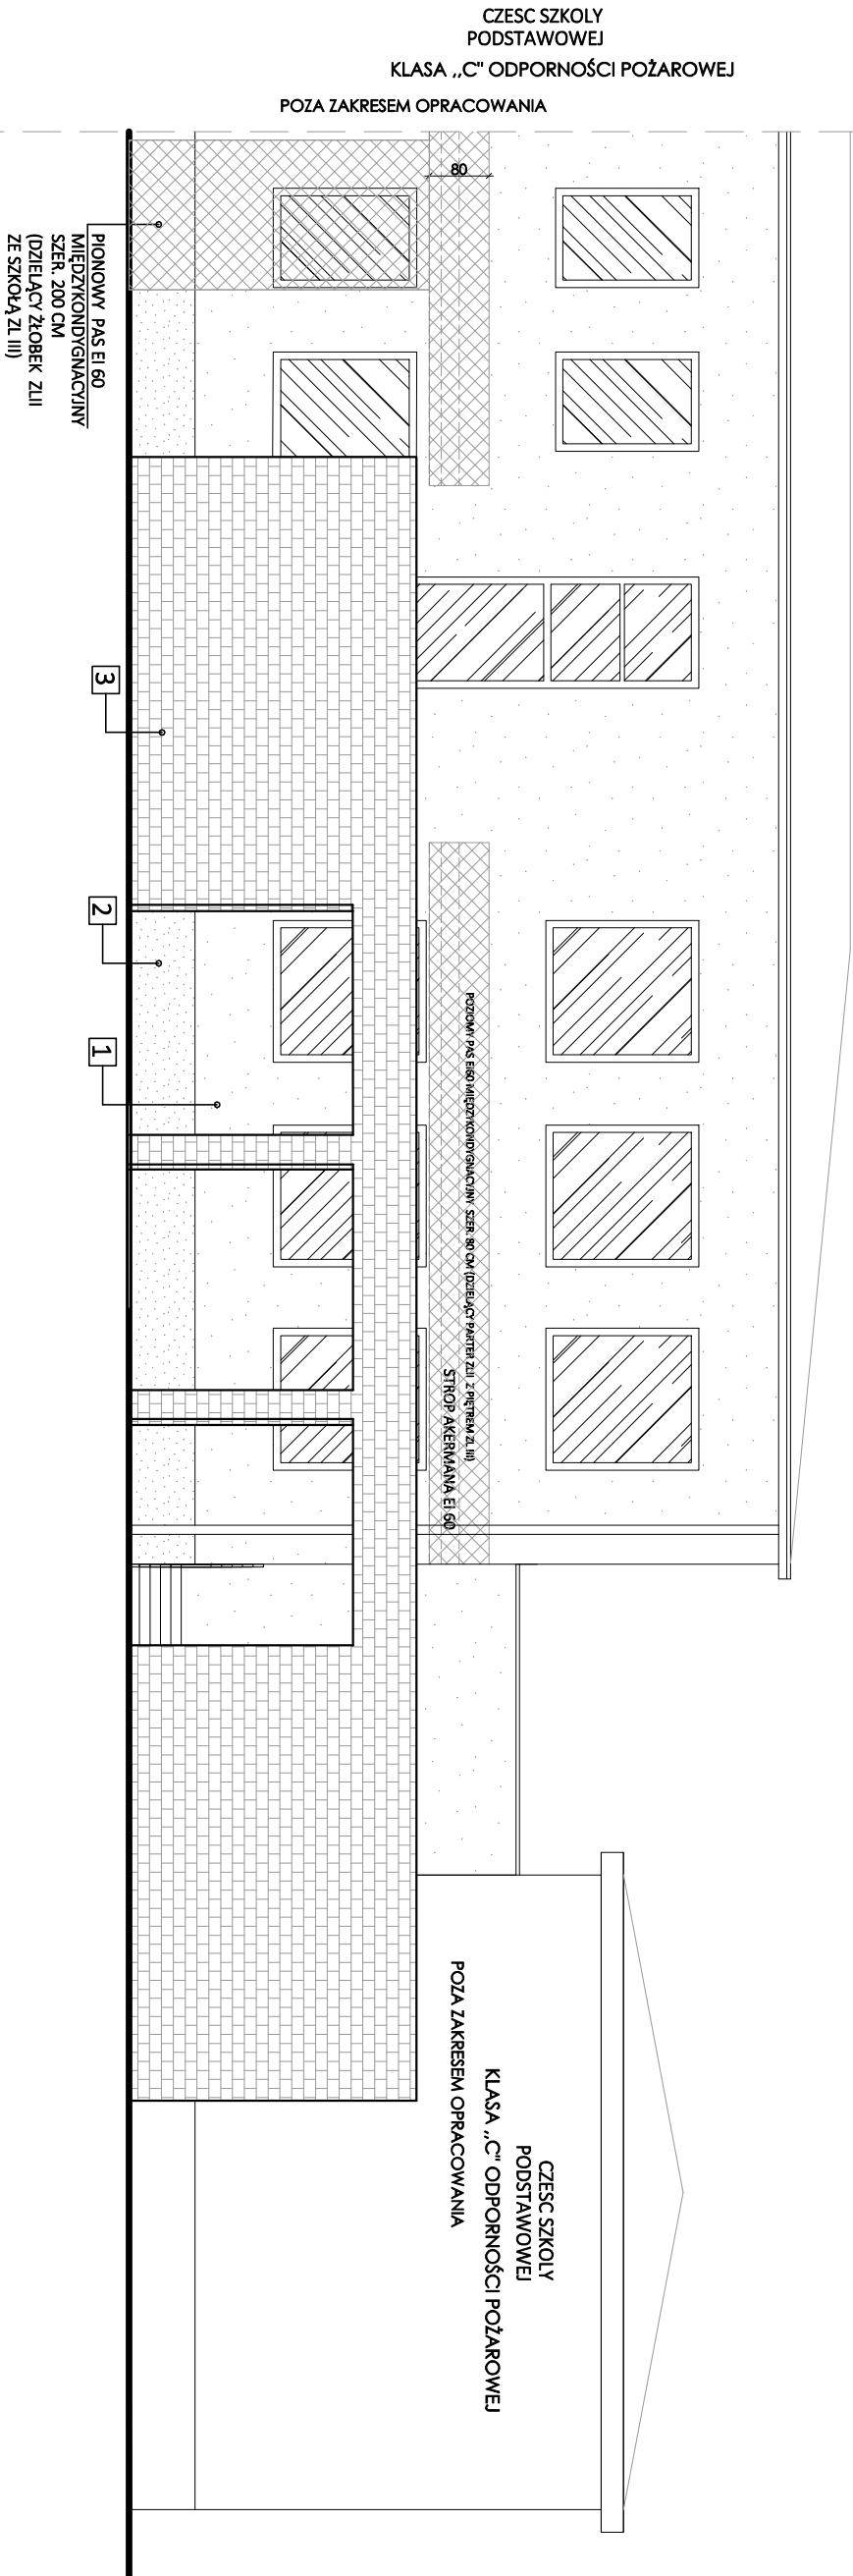 CZESC SZKOLY
PODSTAWOWEJ
KLASA ,,C" ODPORNOŚCI POŻAROWEJ
POZA ZAKRESEM OPRACOWANIA
80
PIONOWY PAS EI 60
MIĘDZYKONDYGNACYJNY
SZER. 200 CM
(DZIELĄCY ŻŁOBEK ZLII
ZE SZKOŁĄ ZL III)
3
2
1
POZIOMY PAS EI60 MIĘDZYKONDYGNACYJNY SZER. 80 CM (DZIELĄCY PARTER ZLII Z PIĘTREM ZL III)
STROP AKERMANA EI 60
CZESC SZKOLY
PODSTAWOWEJ
KLASA ,,C" ODPORNOŚCI POŻAROWEJ
POZA ZAKRESEM OPRACOWANIA